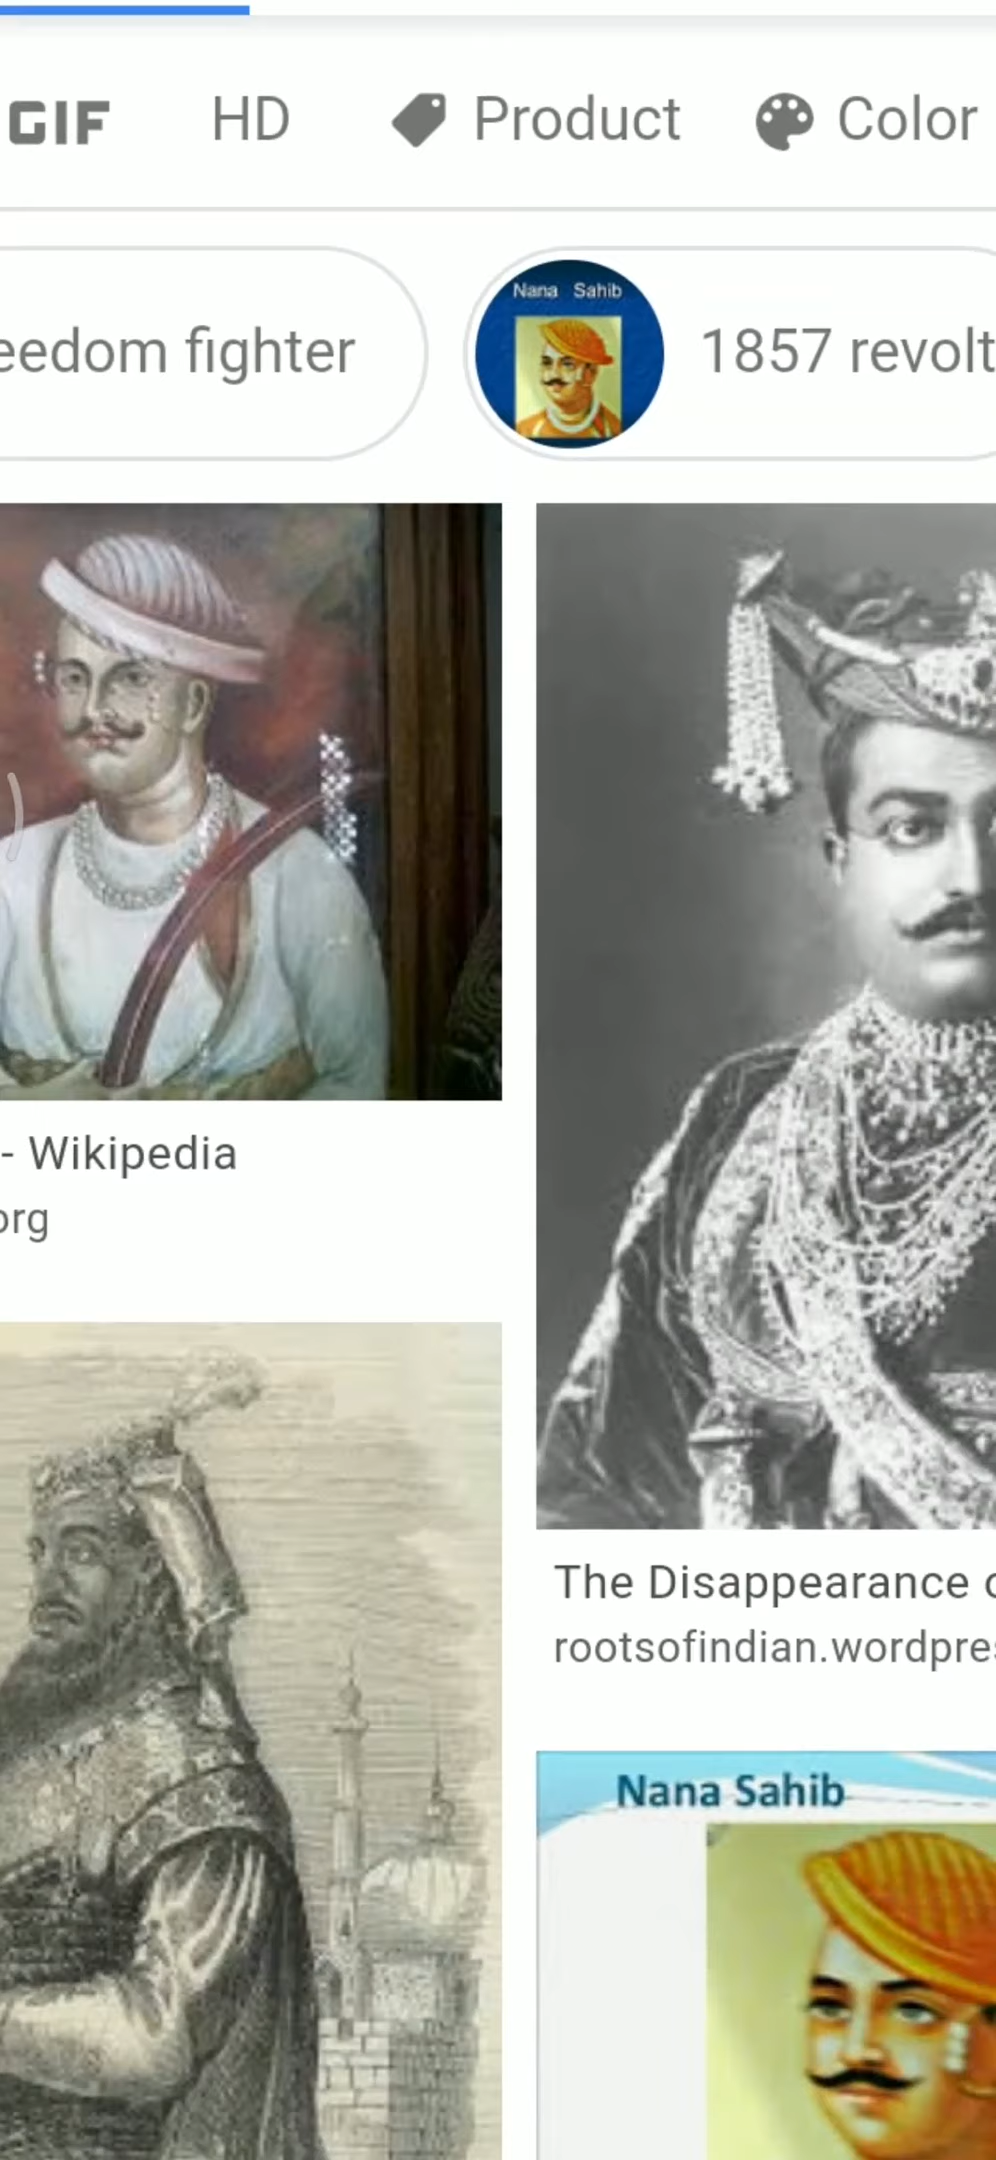 GIF HD Product Color
eedom fighter
Nana Sahib
1857 revolt
- Wikipedia
org
The Disappearance
rootsofindian.wordpre
Nana Sahib